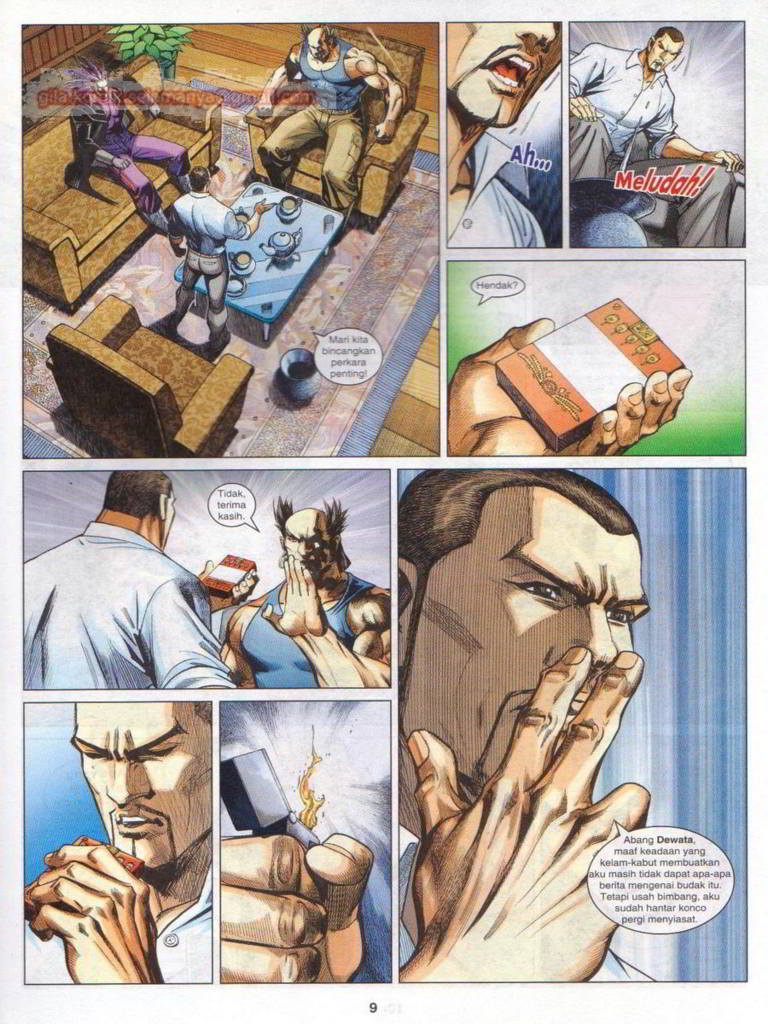 Mari kita
bincangkan
perkara
penting!
Ah...
Meludah!
Hendak?
Tidak,
terima
kasih.
Abang Dewata,
maaf keadaan yang
kelam-kabut membuatkan
aku masih tidak dapat apa-apa
berita mengenai budak itu.
Tetapi usah bimbang, aku
sudah hantar konco
pergi menyiasat.
9